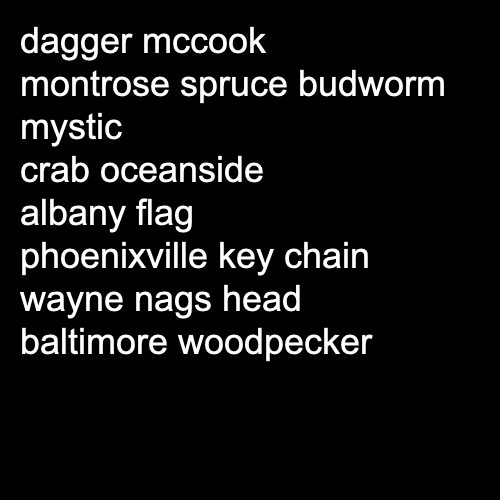 dagger mccook
montrose spruce budworm
mystic
crab oceanside
albany flag
phoenixville key chain
wayne nags head
baltimore woodpecker